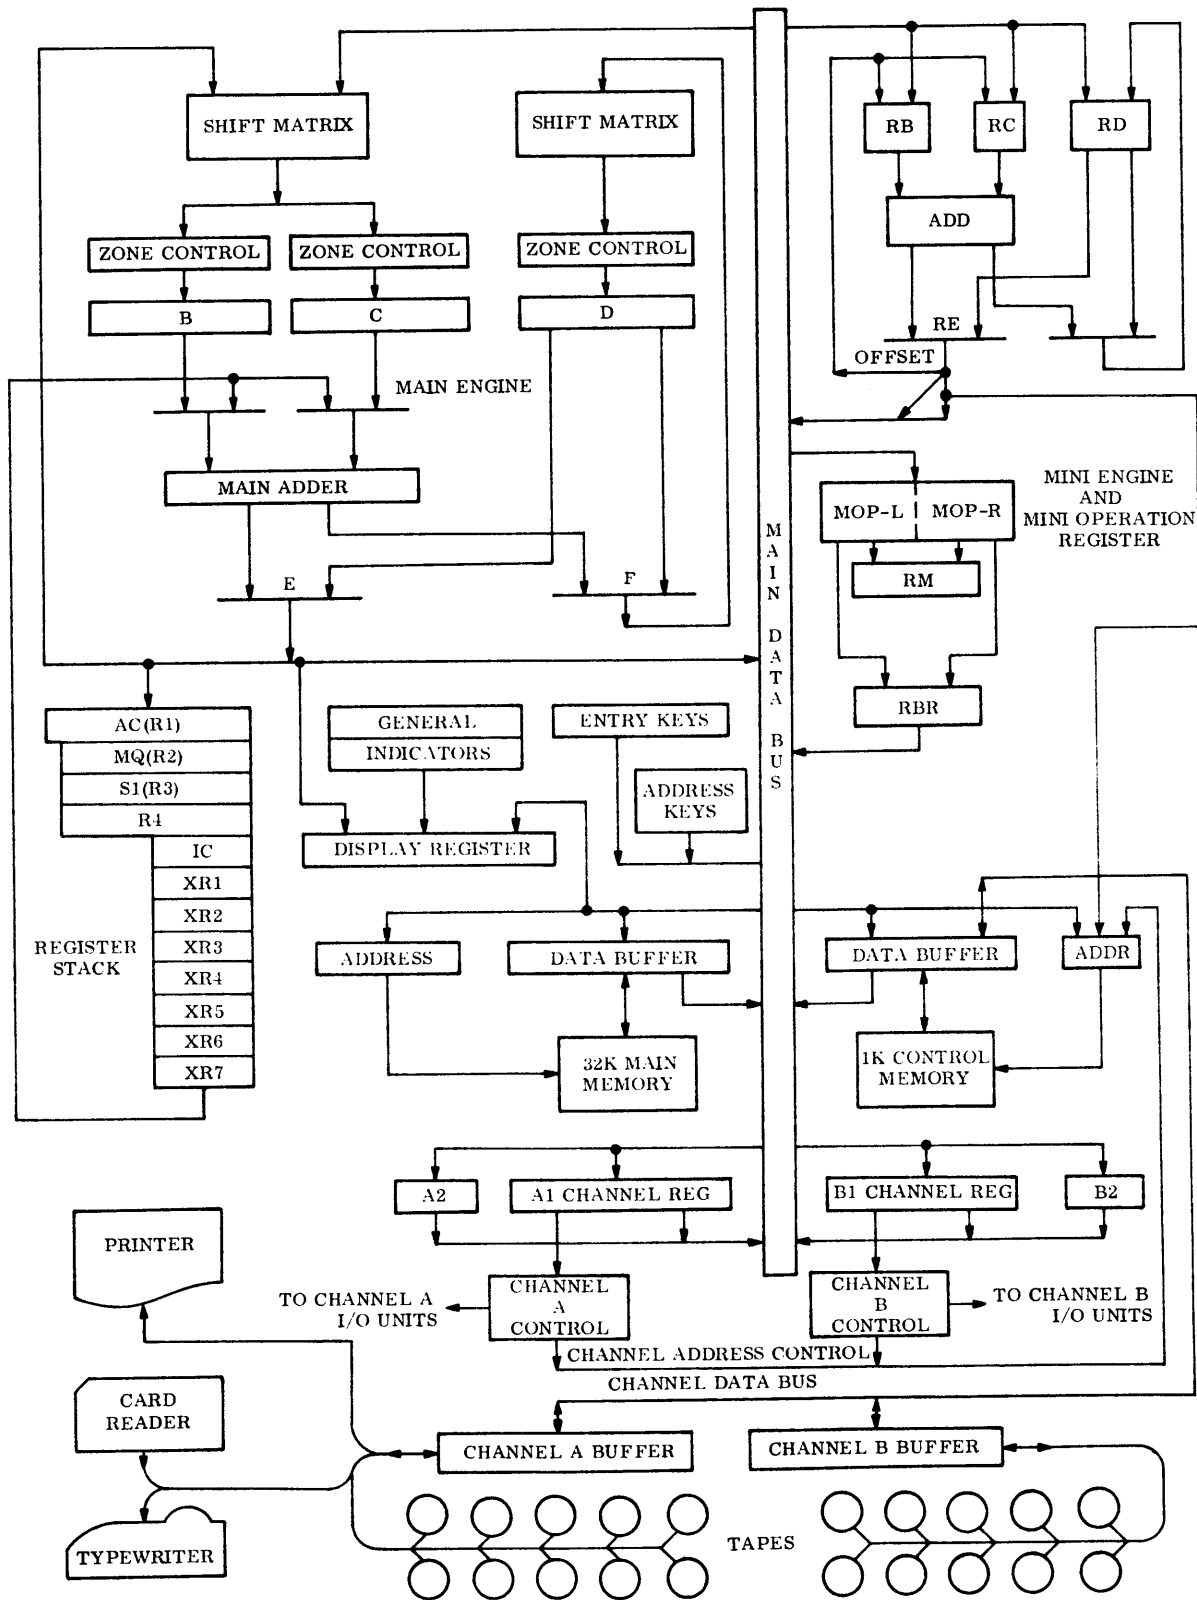 SHIFT MATRIX
SHIFT MATRIX
RB
RC
RD
ADD
ZONE CONTROL
ZONE CONTROL
ZONE CONTROL
B
C
D
RE
OFFSET
MAIN ENGINE
MAIN ADDER
E
F
MOP-L
MOP-R
MINI ENGINE
AND
MINI OPERATION
REGISTER
RM
RBR
MAIN DATA BUS
AC(R1)
MQ(R2)
S1(R3)
R4
IC
XR1
XR2
XR3
XR4
XR5
XR6
XR7
REGISTER
STACK
GENERAL
INDICATORS
ENTRY KEYS
ADDRESS
KEYS
DISPLAY REGISTER
ADDRESS
DATA BUFFER
DATA BUFFER
ADDR
32K MAIN
MEMORY
1K CONTROL
MEMORY
A2
A1 CHANNEL REG
B1 CHANNEL REG
B2
PRINTER
TO CHANNEL A
I/O UNITS
CHANNEL
A
CONTROL
CHANNEL
B
CONTROL
TO CHANNEL B
I/O UNITS
CHANNEL ADDRESS CONTROL
CHANNEL DATA BUS
CARD
READER
CHANNEL A BUFFER
CHANNEL B BUFFER
TYPEWRITER
TAPES